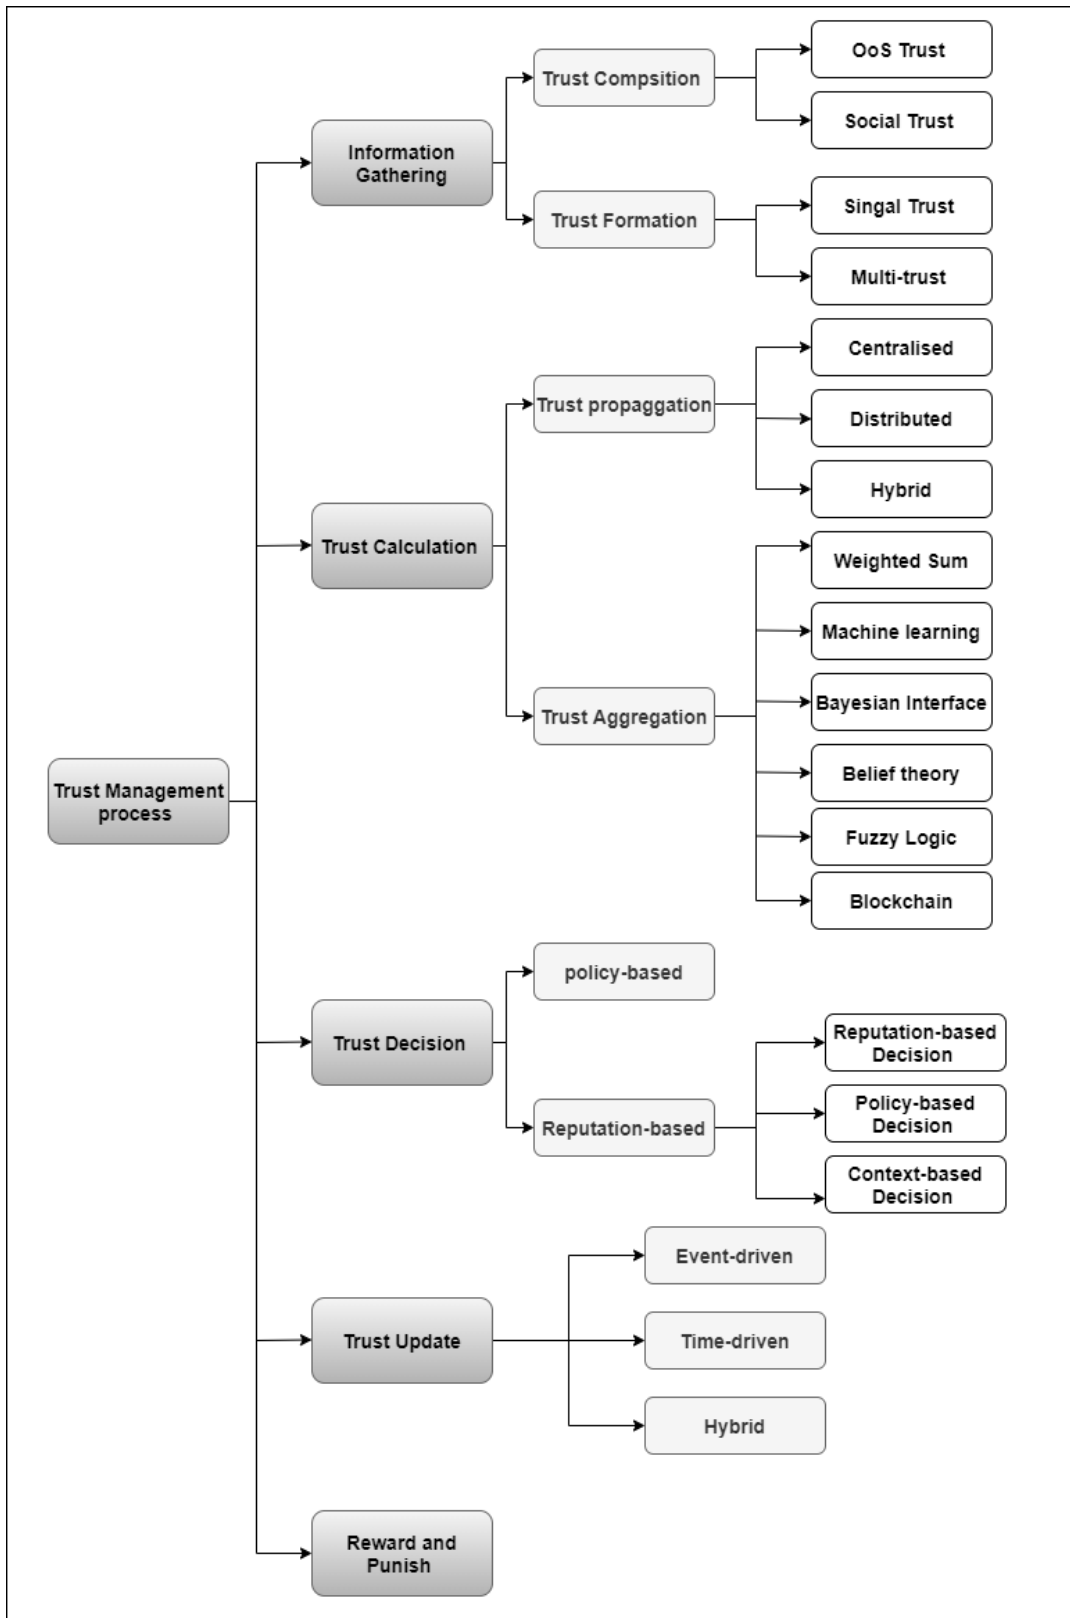 OoS Trust
Trust Compsition
Social Trust
Information
Gathering
Singal Trust
Trust Formation
Multi-trust
Centralised
Trust propaggation
Distributed
Hybrid
Trust Calculation
Weighted Sum
Machine learning
Bayesian Interface
Trust Aggregation
Belief theory
Trust Management
process
Fuzzy Logic
Blockchain
policy-based
Trust Decision
Reputation-based
Decision
Policy-based
Decision
Reputation-based
Context-based
Decision
Event-driven
Trust Update
Time-driven
Hybrid
Reward and
Punish